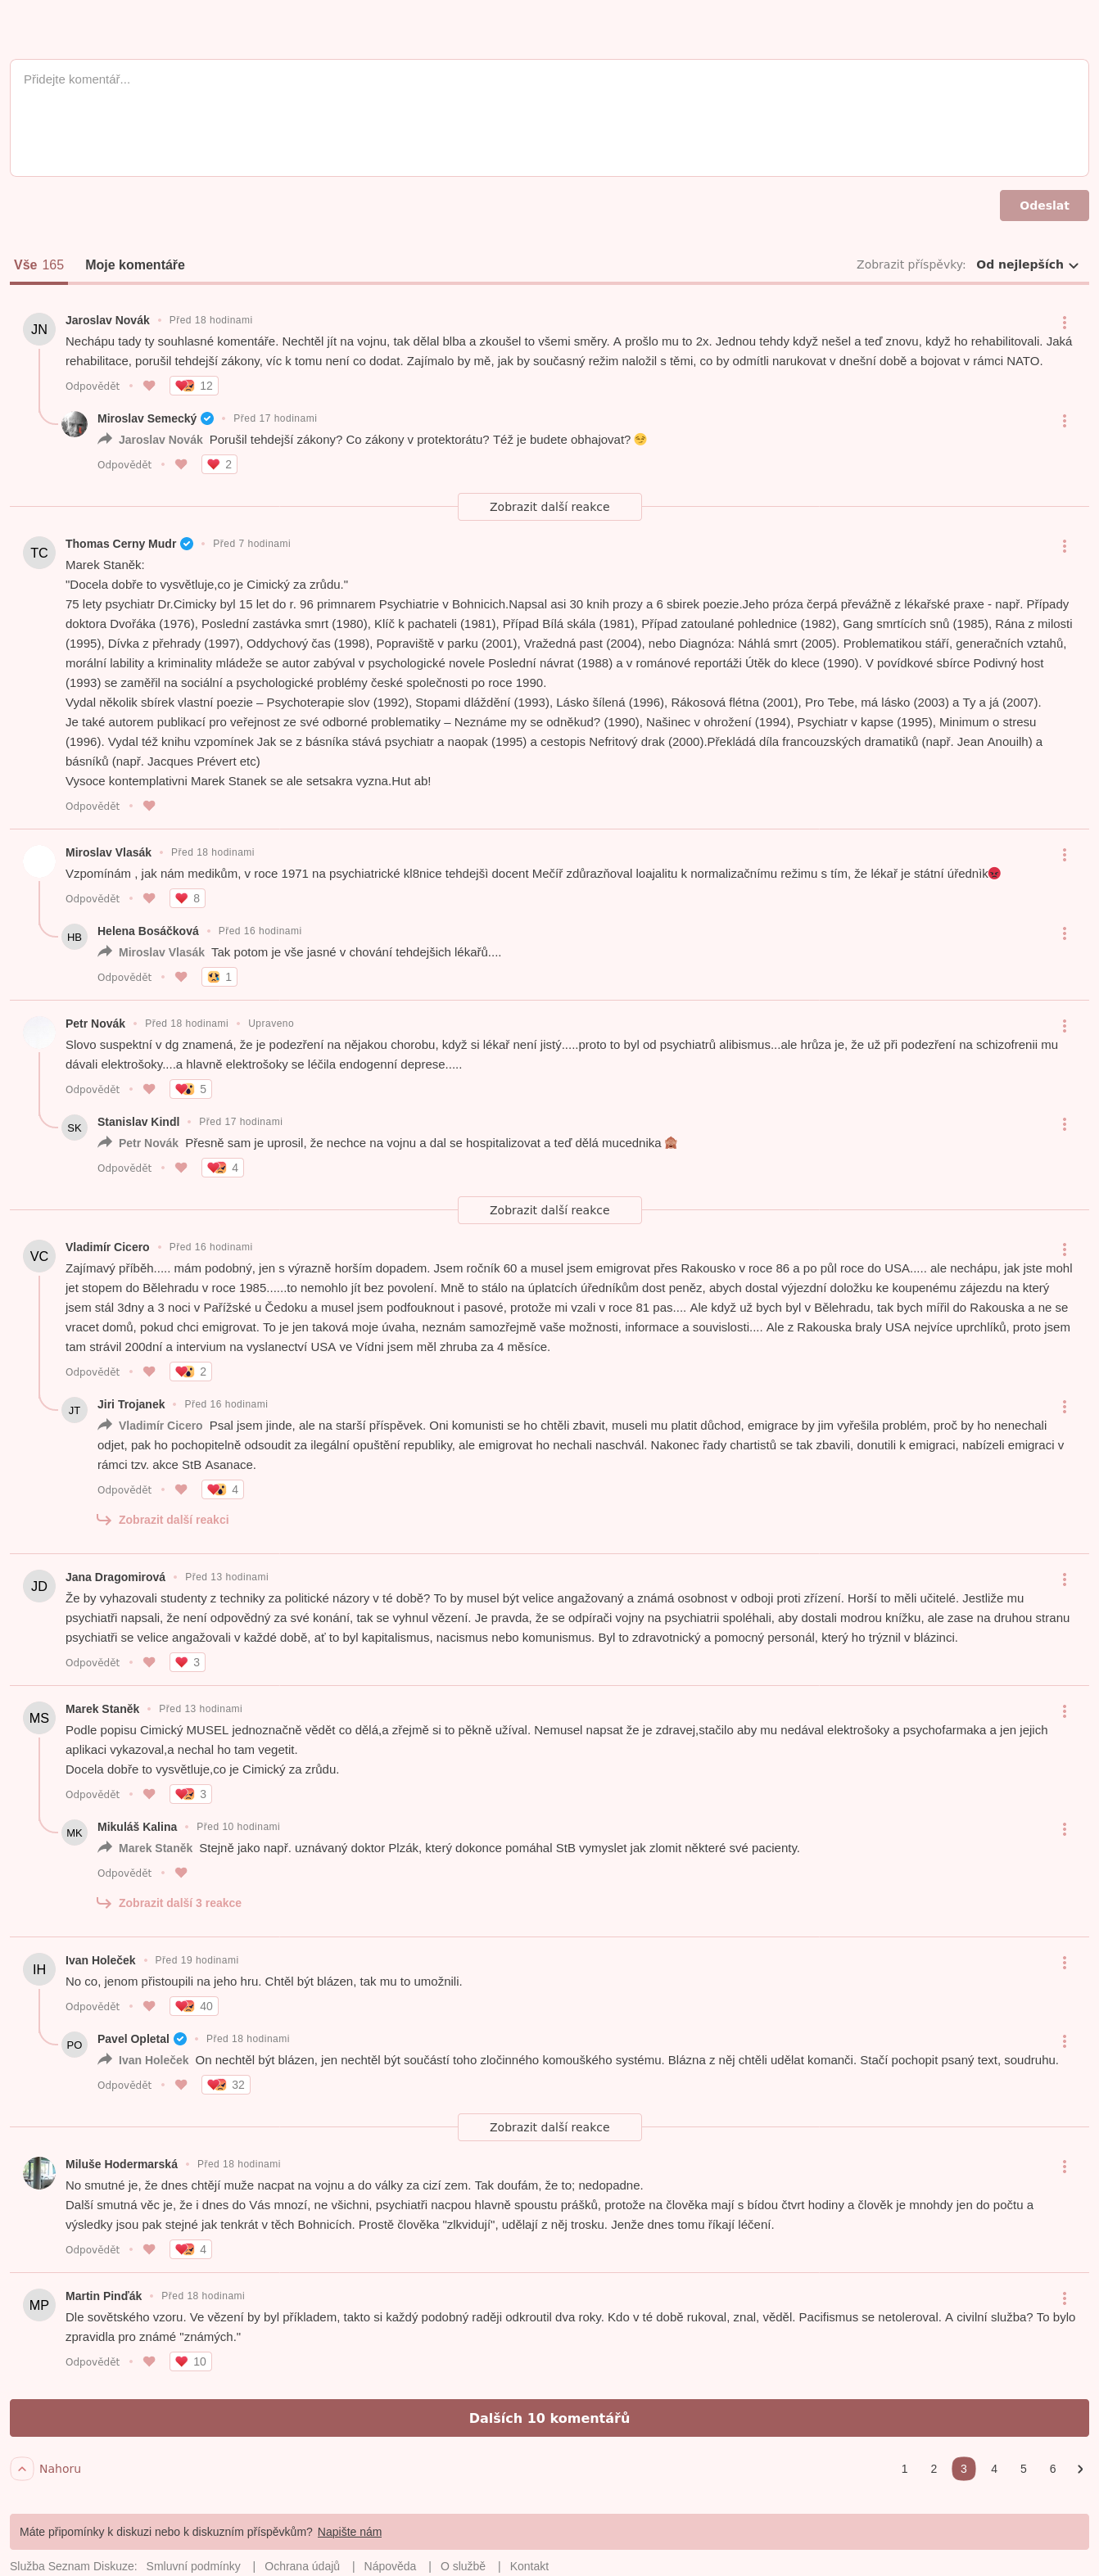 Přidejte komentář...
Odeslat
Vše 165 Moje komentáře Zobrazit příspěvky: Od nejlepších
JN Jaroslav Novák Před 18 hodinami
Nechápu tady ty souhlasné komentáře. Nechtěl jít na vojnu, tak dělal blba a zkoušel to všemi směry. A prošlo mu to 2x. Jednou tehdy když nešel a teď znovu, když ho rehabilitovali. Jaká
rehabilitace, porušil tehdejší zákony, víc k tomu není co dodat. Zajímalo by mě, jak by současný režim naložil s těmi, co by odmítli narukovat v dnešní době a bojovat v rámci NATO.
Odpovědět 12
Miroslav Semecký Před 17 hodinami
Jaroslav Novák Porušil tehdejší zákony? Co zákony v protektorátu? Též je budete obhajovat?
Odpovědět 2
Zobrazit další reakce
TC Thomas Cerny Mudr Před 7 hodinami
Marek Staněk:
"Docela dobře to vysvětluje,co je Cimický za zrůdu."
75 lety psychiatr Dr.Cimicky byl 15 let do r. 96 primnarem Psychiatrie v Bohnicich.Napsal asi 30 knih prozy a 6 sbirek poezie.Jeho próza čerpá převážně z lékařské praxe - např. Případy
doktora Dvořáka (1976), Poslední zastávka smrt (1980), Klíč k pachateli (1981), Případ Bílá skála (1981), Případ zatoulané pohlednice (1982), Gang smrtících snů (1985), Rána z milosti
(1995), Dívka z přehrady (1997), Oddychový čas (1998), Popraviště v parku (2001), Vražedná past (2004), nebo Diagnóza: Náhlá smrt (2005). Problematikou stáří, generačních vztahů,
morální lability a kriminality mládeže se autor zabýval v psychologické novele Poslední návrat (1988) a v románové reportáži Útěk do klece (1990). V povídkové sbírce Podivný host
(1993) se zaměřil na sociální a psychologické problémy české společnosti po roce 1990.
Vydal několik sbírek vlastní poezie – Psychoterapie slov (1992), Stopami dláždění (1993), Lásko šílená (1996), Rákosová flétna (2001), Pro Tebe, má lásko (2003) a Ty a já (2007).
Je také autorem publikací pro veřejnost ze své odborné problematiky – Neznáme my se odněkud? (1990), Našinec v ohrožení (1994), Psychiatr v kapse (1995), Minimum o stresu
(1996). Vydal též knihu vzpomínek Jak se z básníka stává psychiatr a naopak (1995) a cestopis Nefritový drak (2000).Překládá díla francouzských dramatiků (např. Jean Anouilh) a
básníků (např. Jacques Prévert etc)
Vysoce kontemplativni Marek Stanek se ale setsakra vyzna.Hut ab!
Odpovědět
Miroslav Vlasák Před 18 hodinami
Vzpomínám , jak nám medikům, v roce 1971 na psychiatrické kl8nice tehdejšì docent Mečíř zdůrazňoval loajalitu k normalizačnímu režimu s tím, že lékař je státní úřednìk
Odpovědět 8
HB Helena Bosáčková Před 16 hodinami
Miroslav Vlasák Tak potom je vše jasné v chování tehdejšich lékařů....
Odpovědět 1
Petr Novák Před 18 hodinami Upraveno
Slovo suspektní v dg znamená, že je podezření na nějakou chorobu, když si lékař není jistý.....proto to byl od psychiatrů alibismus...ale hrůza je, že už při podezření na schizofrenii mu
dávali elektrošoky....a hlavně elektrošoky se léčila endogenní deprese.....
Odpovědět 5
SK Stanislav Kindl Před 17 hodinami
Petr Novák Přesně sam je uprosil, že nechce na vojnu a dal se hospitalizovat a teď dělá mucednika
Odpovědět 4
Zobrazit další reakce
VC Vladimír Cicero Před 16 hodinami
Zajímavý příběh..... mám podobný, jen s výrazně horším dopadem. Jsem ročník 60 a musel jsem emigrovat přes Rakousko v roce 86 a po půl roce do USA..... ale nechápu, jak jste mohl
jet stopem do Bělehradu v roce 1985......to nemohlo jít bez povolení. Mně to stálo na úplatcích úředníkům dost peněz, abych dostal výjezdní doložku ke koupenému zájezdu na který
jsem stál 3dny a 3 noci v Pařížské u Čedoku a musel jsem podfouknout i pasové, protože mi vzali v roce 81 pas.... Ale když už bych byl v Bělehradu, tak bych mířil do Rakouska a ne se
vracet domů, pokud chci emigrovat. To je jen taková moje úvaha, neznám samozřejmě vaše možnosti, informace a souvislosti.... Ale z Rakouska braly USA nejvíce uprchlíků, proto jsem
tam strávil 200dní a intervium na vyslanectví USA ve Vídni jsem měl zhruba za 4 měsíce.
Odpovědět 2
JT Jiri Trojanek Před 16 hodinami
Vladimír Cicero Psal jsem jinde, ale na starší příspěvek. Oni komunisti se ho chtěli zbavit, museli mu platit důchod, emigrace by jim vyřešila problém, proč by ho nenechali
odjet, pak ho pochopitelně odsoudit za ilegální opuštění republiky, ale emigrovat ho nechali naschvál. Nakonec řady chartistů se tak zbavili, donutili k emigraci, nabízeli emigraci v
rámci tzv. akce StB Asanace.
Odpovědět 4
Zobrazit další reakci
JD Jana Dragomirová Před 13 hodinami
Že by vyhazovali studenty z techniky za politické názory v té době? To by musel být velice angažovaný a známá osobnost v odboji proti zřízení. Horší to měli učitelé. Jestliže mu
psychiatři napsali, že není odpovědný za své konání, tak se vyhnul vězení. Je pravda, že se odpírači vojny na psychiatrii spoléhali, aby dostali modrou knížku, ale zase na druhou stranu
psychiatři se velice angažovali v každé době, ať to byl kapitalismus, nacismus nebo komunismus. Byl to zdravotnický a pomocný personál, který ho trýznil v blázinci.
Odpovědět 3
MS Marek Staněk Před 13 hodinami
Podle popisu Cimický MUSEL jednoznačně vědět co dělá,a zřejmě si to pěkně užíval. Nemusel napsat že je zdravej,stačilo aby mu nedával elektrošoky a psychofarmaka a jen jejich
aplikaci vykazoval,a nechal ho tam vegetit.
Docela dobře to vysvětluje,co je Cimický za zrůdu.
Odpovědět 3
MK Mikuláš Kalina Před 10 hodinami
Marek Staněk Stejně jako např. uznávaný doktor Plzák, který dokonce pomáhal StB vymyslet jak zlomit některé své pacienty.
Odpovědět
Zobrazit další 3 reakce
IH Ivan Holeček Před 19 hodinami
No co, jenom přistoupili na jeho hru. Chtěl být blázen, tak mu to umožnili.
Odpovědět 40
PO Pavel Opletal Před 18 hodinami
Ivan Holeček On nechtěl být blázen, jen nechtěl být součástí toho zločinného komouškého systému. Blázna z něj chtěli udělat komanči. Stačí pochopit psaný text, soudruhu.
Odpovědět 32
Zobrazit další reakce
Miluše Hodermarská Před 18 hodinami
No smutné je, že dnes chtějí muže nacpat na vojnu a do války za cizí zem. Tak doufám, že to; nedopadne.
Další smutná věc je, že i dnes do Vás mnozí, ne všichni, psychiatři nacpou hlavně spoustu prášků, protože na člověka mají s bídou čtvrt hodiny a člověk je mnohdy jen do počtu a
výsledky jsou pak stejné jak tenkrát v těch Bohnicích. Prostě člověka "zlkvidují", udělají z něj trosku. Jenže dnes tomu říkají léčení.
Odpovědět 4
MP Martin Pinďák Před 18 hodinami
Dle sovětského vzoru. Ve vězení by byl příkladem, takto si každý podobný raději odkroutil dva roky. Kdo v té době rukoval, znal, věděl. Pacifismus se netoleroval. A civilní služba? To bylo
zpravidla pro známé "známých."
Odpovědět 10
Dalších 10 komentářů
Nahoru 1 2 3 4 5 6
Máte připomínky k diskuzi nebo k diskuzním příspěvkům? Napište nám
Služba Seznam Diskuze: Smluvní podmínky | Ochrana údajů | Nápověda | O službě | Kontakt